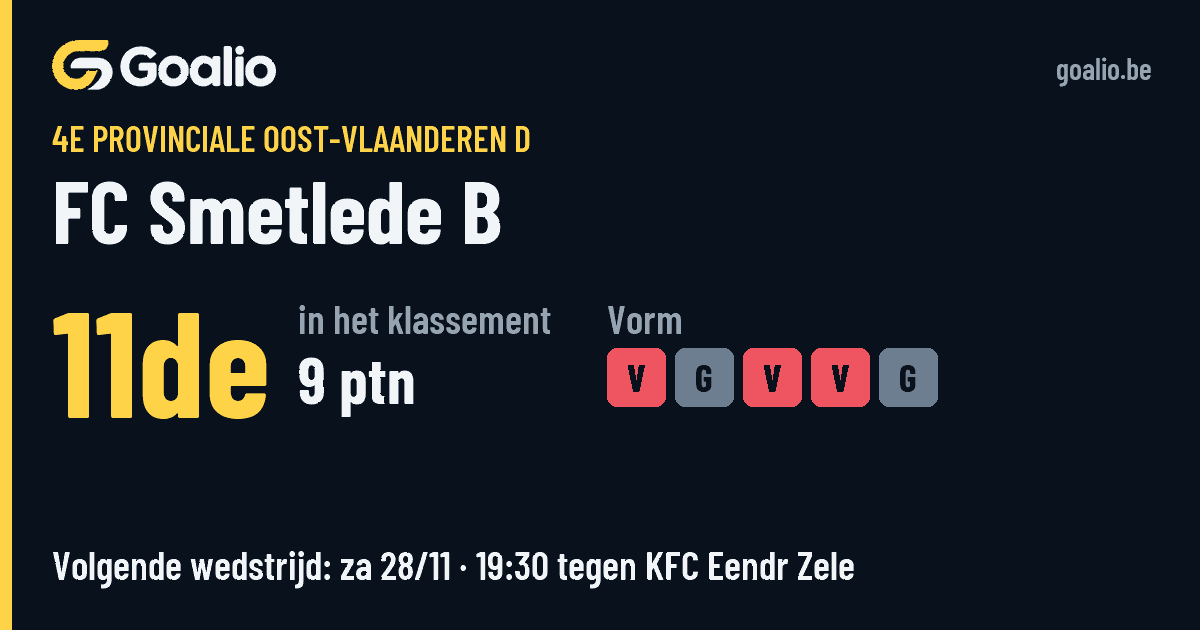 Goalio
goalio.be
4E PROVINCIALE OOST-VLAANDEREN D
FC Smetlede B
11de
in het klassement
9 ptn
Vorm
V G V V G
Volgende wedstrijd: za 28/11 · 19:30 tegen KFC Eendr Zele